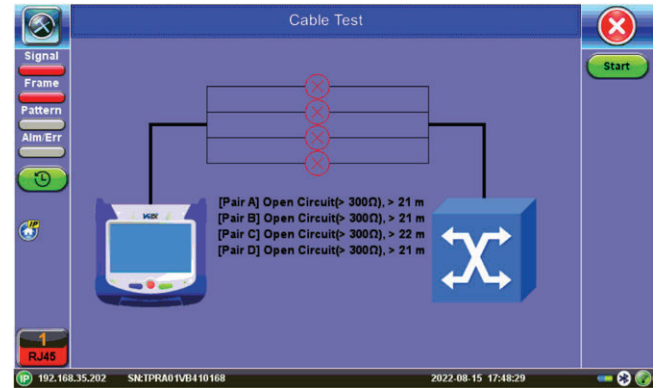 Cable Test
Signal
Frame
Pattern
Alm/Err
Start
[Pair A] Open Circuit(> 300Ω), > 21 m
[Pair B] Open Circuit(> 300Ω), > 21 m
[Pair C] Open Circuit(> 300Ω), > 22 m
[Pair D] Open Circuit(> 300Ω), > 21 m
IP
1
RJ45
IP 192.168.35.202 SN:TPRA01VB410168 2022-08-15 17:48:29